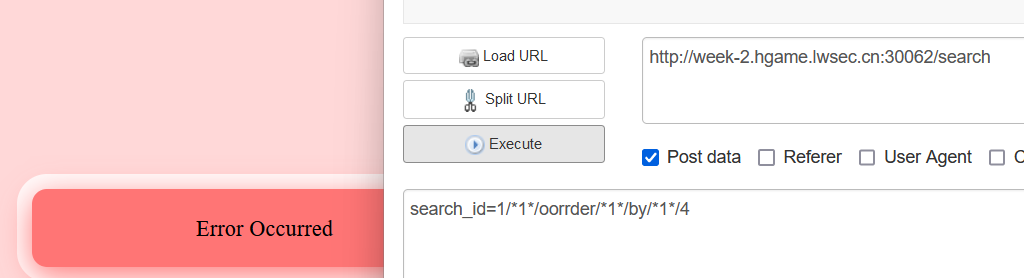 Load URL
http://week-2.hgame.lwsec.cn:30062/search
Split URL
Execute
Post data Referer User Agent C
search_id=1/*1*/oorrder/*1*/by/*1*/4
Error Occurred